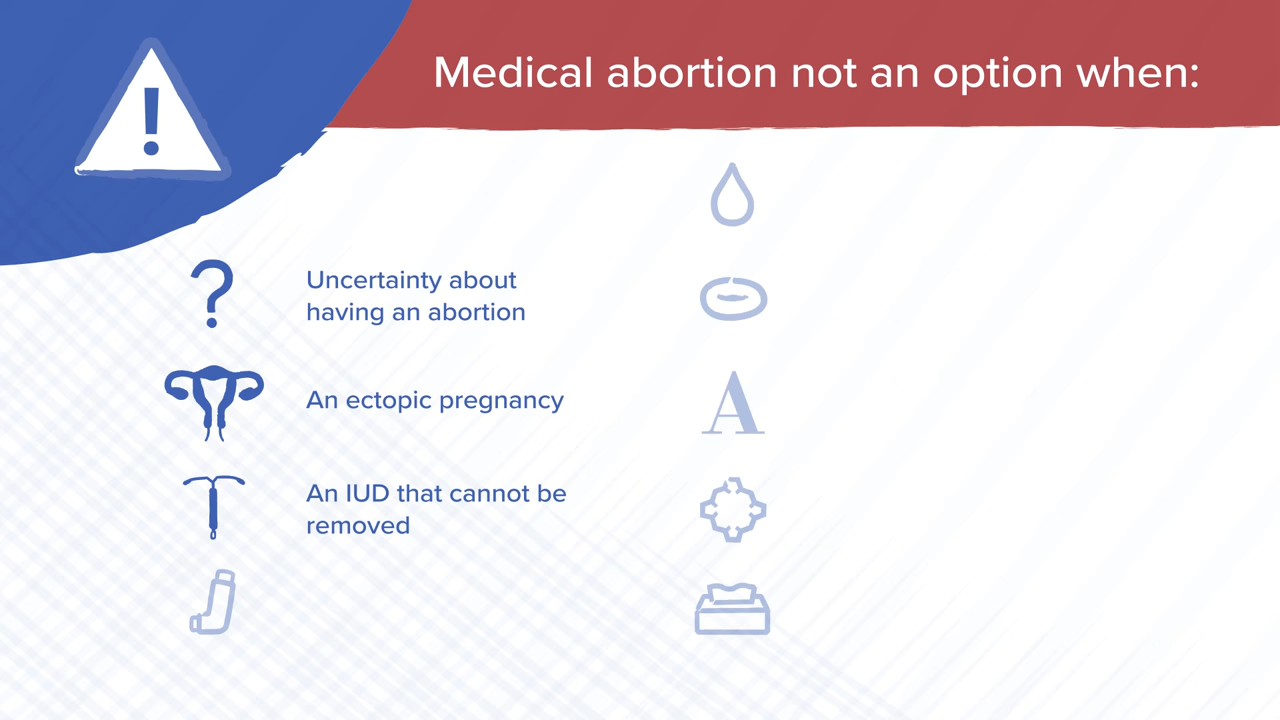 Medical abortion not an option when:
Uncertainty about
having an abortion
An ectopic pregnancy
An IUD that cannot be
removed
A